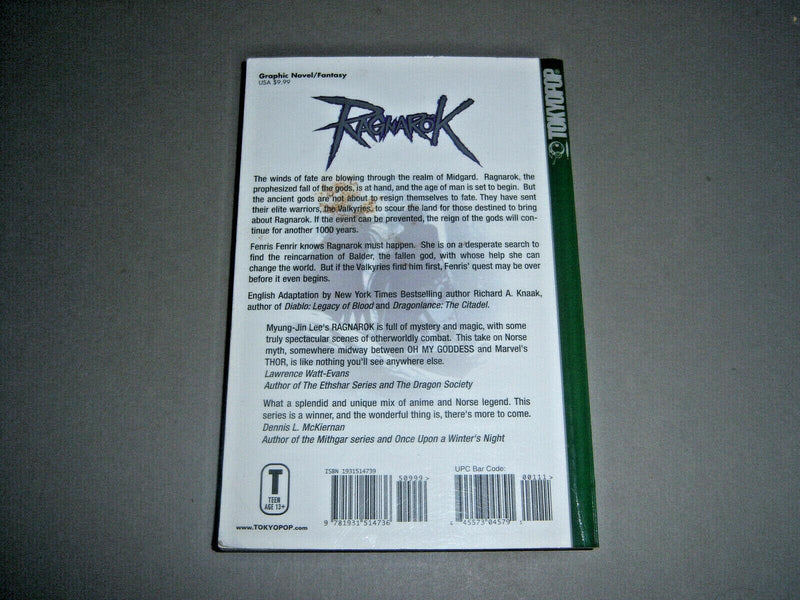 Graphic Novel/Fantasy
USA $9.99
TOKYOPOP
RAGNAROK
The winds of fate are blowing through the realm of Midgard. Ragnarok, the
prophesized fall of the gods, is at hand, and the age of man is set to begin. But
the ancient gods are not about to resign themselves to fate. They have sent
their elite warriors, the Valkyries, to scour the land for those destined to bring
about Ragnarok. If the event can be prevented, the reign of the gods will con-
tinue for another 1000 years.
Fenris Fenrir knows Ragnarok must happen. She is on a desperate search to
find the reincarnation of Balder, the fallen god, with whose help she can
change the world. But if the Valkyries find him first, Fenris' quest may be over
before it even begins.
English Adaptation by New York Times Bestselling author Richard A. Knaak,
author of Diablo: Legacy of Blood and Dragonlance: The Citadel.
Myung-Jin Lee's RAGNAROK is full of mystery and magic, with some
truly spectacular scenes of otherworldly combat. This take on Norse
myth, somewhere midway between OH MY GODDESS and Marvel's
THOR, is like nothing you'll see anywhere else.
Lawrence Watt-Evans
Author of The Ethshar Series and The Dragon Society
What a splendid and unique mix of anime and Norse legend. This
series is a winner, and the wonderful thing is, there's more to come.
Dennis L. McKiernan
Author of the Mithgar series and Once Upon a Winter's Night
T
TEEN
AGE 13+
www.TOKYOPOP.com
ISBN 1931514739
50999>
9 781931 514736
UPC Bar Code:
00111>
45573 04579